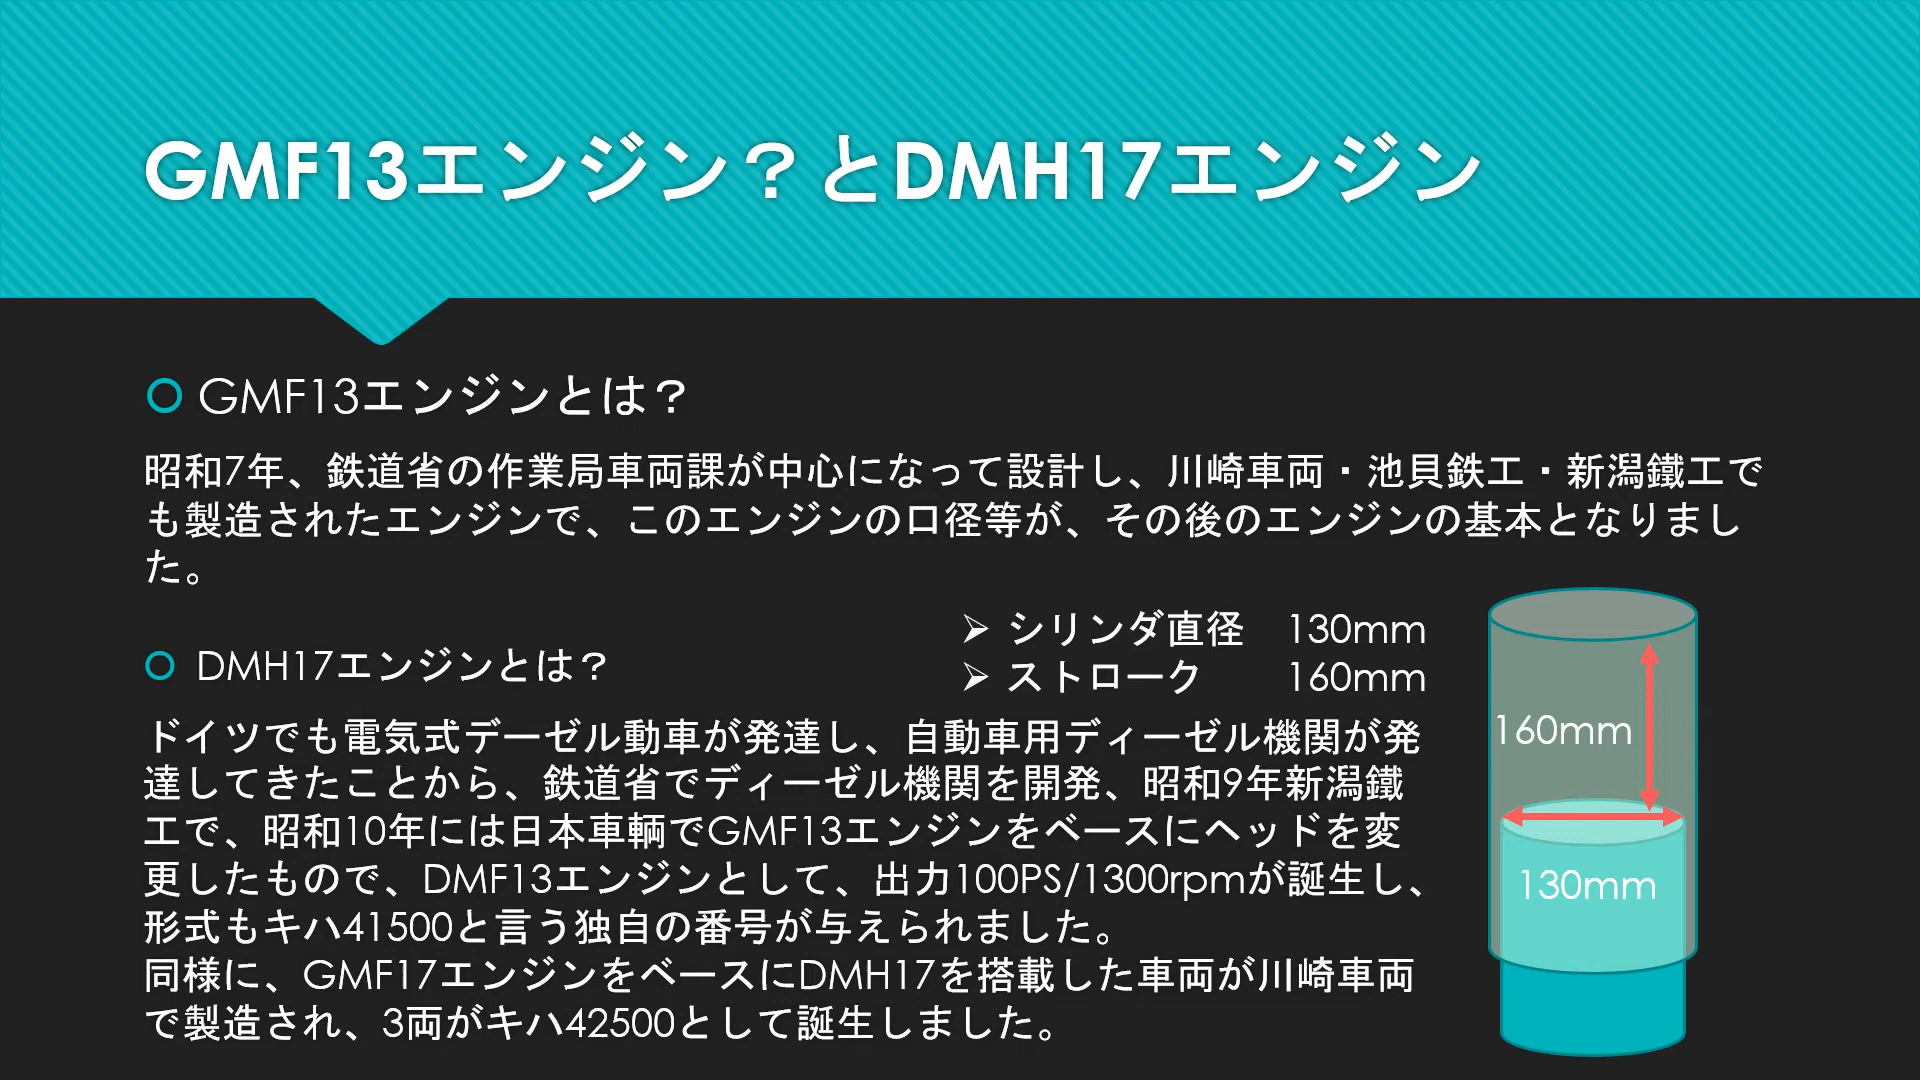 GMF13エンジン？とDMH17エンジン
GMF13エンジンとは？
昭和7年、鉄道省の作業局車両課が中心になって設計し、川崎車両・池貝鉄工・新潟鐵工で
も製造されたエンジンで、このエンジンの口径等が、その後のエンジンの基本となりまし
た。
シリンダ直径　130mm
ストローク　　160mm
DMH17エンジンとは？
ドイツでも電気式デーゼル動車が発達し、自動車用ディーゼル機関が発
達してきたことから、鉄道省でディーゼル機関を開発、昭和9年新潟鐵
工で、昭和10年には日本車輌でGMF13エンジンをベースにヘッドを変
更したもので、DMF13エンジンとして、出力100PS/1300rpmが誕生し、
形式もキハ41500と言う独自の番号が与えられました。
同様に、GMF17エンジンをベースにDMH17を搭載した車両が川崎車両
で製造され、3両がキハ42500として誕生しました。
160mm
130mm